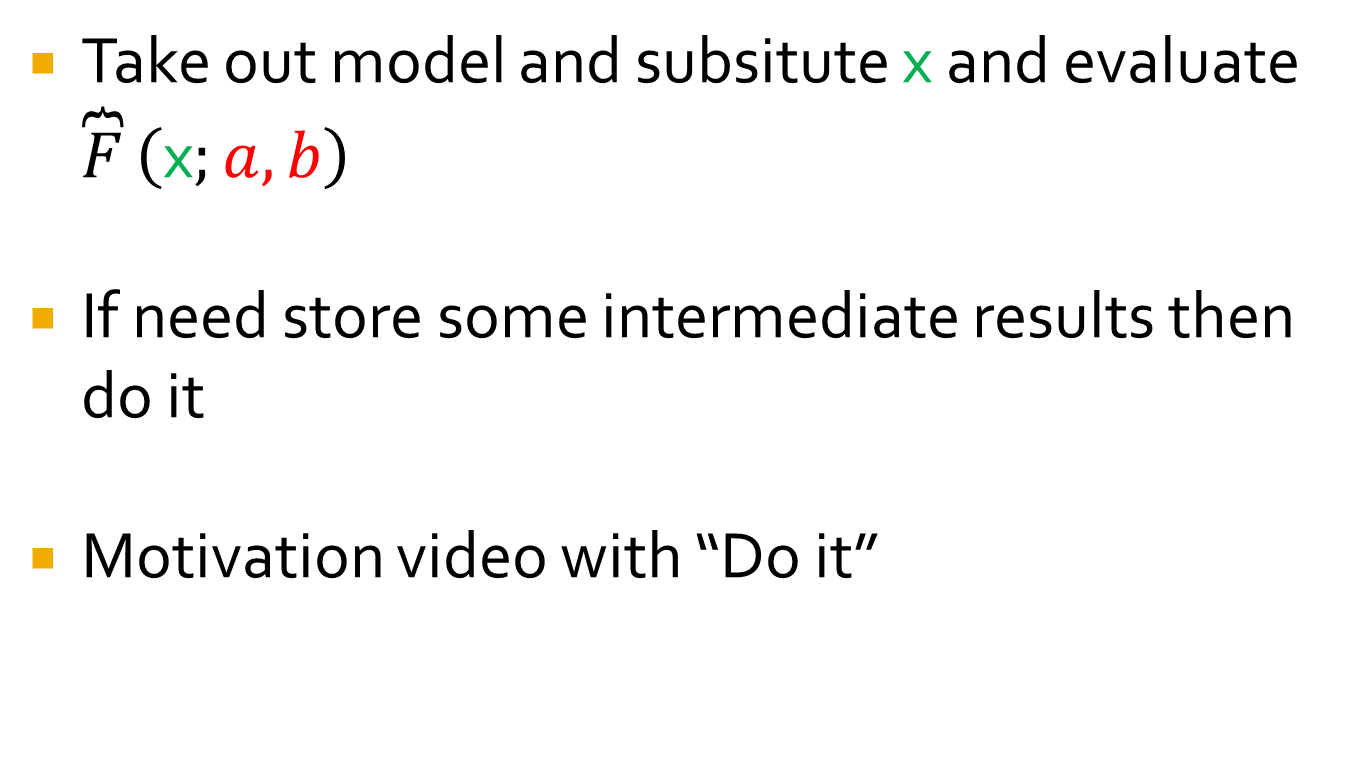 ▪ Take out model and subsitute x and evaluate
⏞F (x; a, b)
▪ If need store some intermediate results then
do it
▪ Motivation video with “Do it”